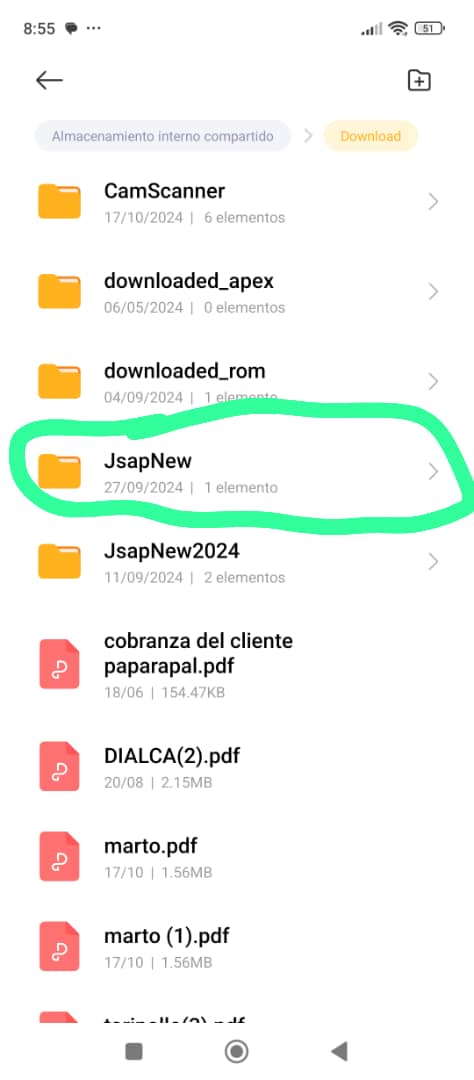 8:55
51
Almacenamiento interno compartido
Download
CamScanner
17/10/2024 | 6 elementos
downloaded_apex
06/05/2024 | 0 elementos
downloaded_rom
04/09/2024 | 1 elemento
JsapNew
27/09/2024 | 1 elemento
JsapNew2024
11/09/2024 | 2 elementos
cobranza del cliente
paparapal.pdf
18/06 | 154.47KB
DIALCA(2).pdf
20/08 | 2.15MB
marto.pdf
17/10 | 1.56MB
marto (1).pdf
17/10 | 1.56MB